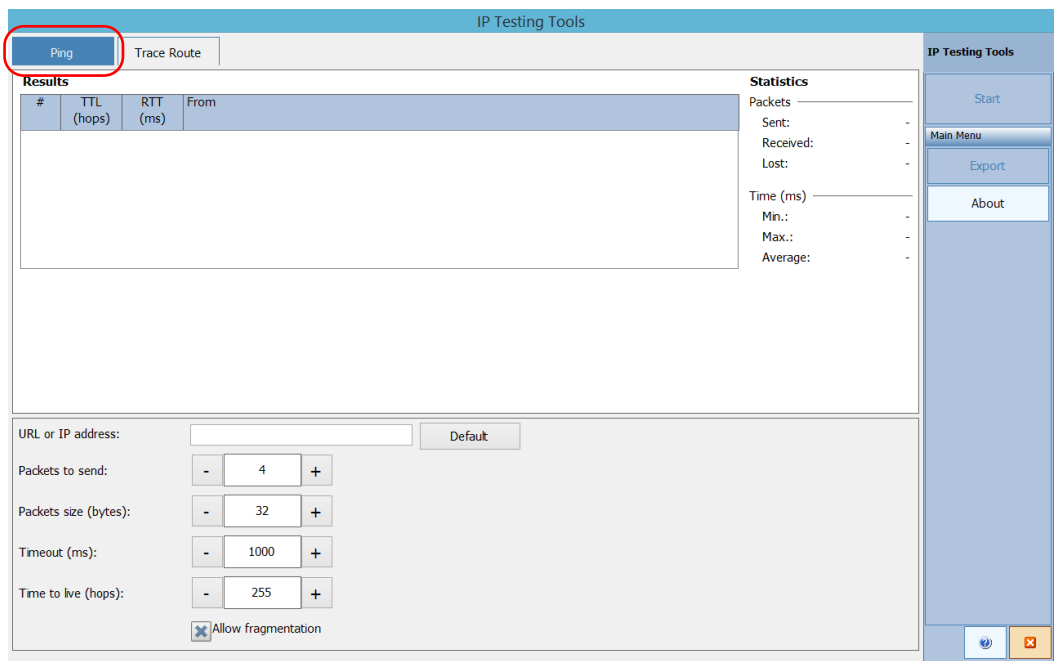 IP Testing Tools
Ping
Trace Route
IP Testing Tools
Results
# TTL (hops) RTT (ms) From
Statistics
Packets
Sent: -
Received: -
Lost: -
Time (ms)
Min.: -
Max.: -
Average: -
Start
Main Menu
Export
About
URL or IP address:
Default
Packets to send: - 4 +
Packets size (bytes): - 32 +
Timeout (ms): - 1000 +
Time to live (hops): - 255 +
Allow fragmentation